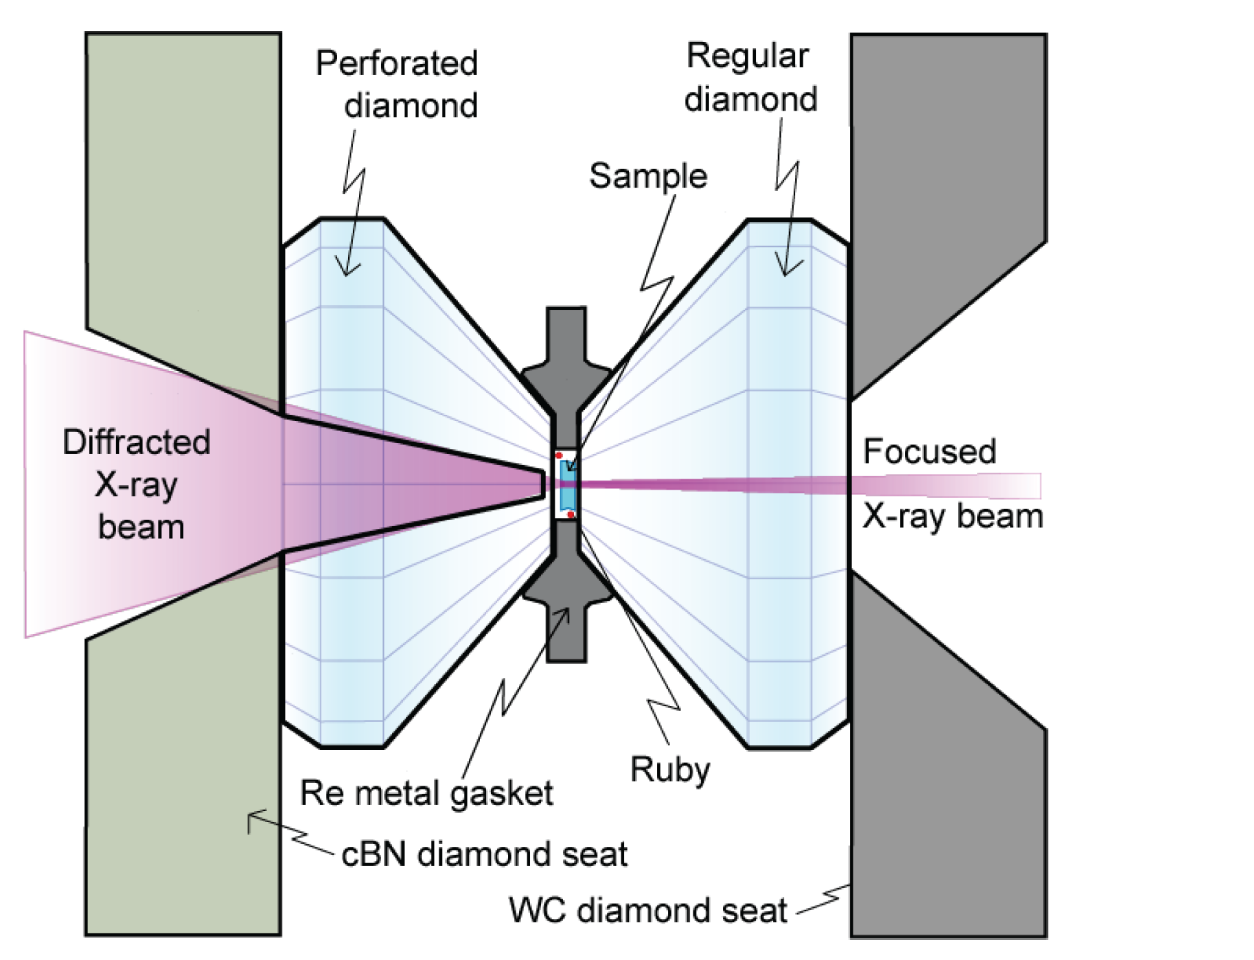 Perforated
diamond
Regular
diamond
Sample
Diffracted
X-ray
beam
Focused
X-ray beam
Ruby
Re metal gasket
cBN diamond seat
WC diamond seat